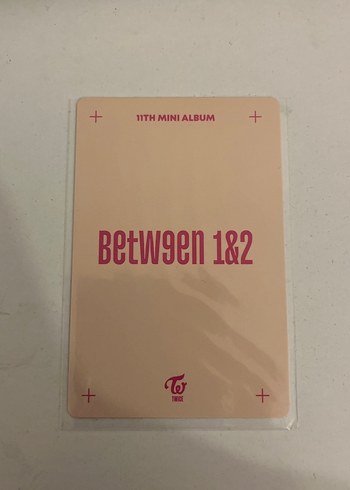 11TH MINI ALBUM
BetW9en 1&2
TWICE